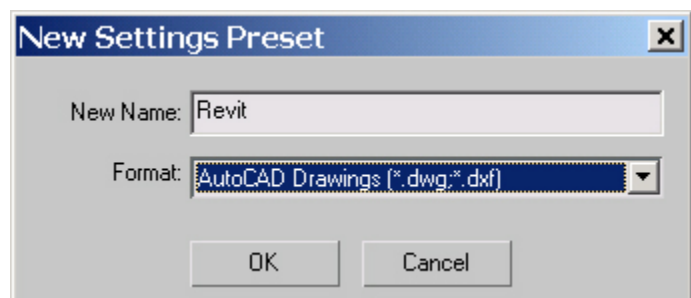 New Settings Preset
New Name: Revit
Format: AutoCAD Drawings (*.dwg;*.dxf)
OK Cancel